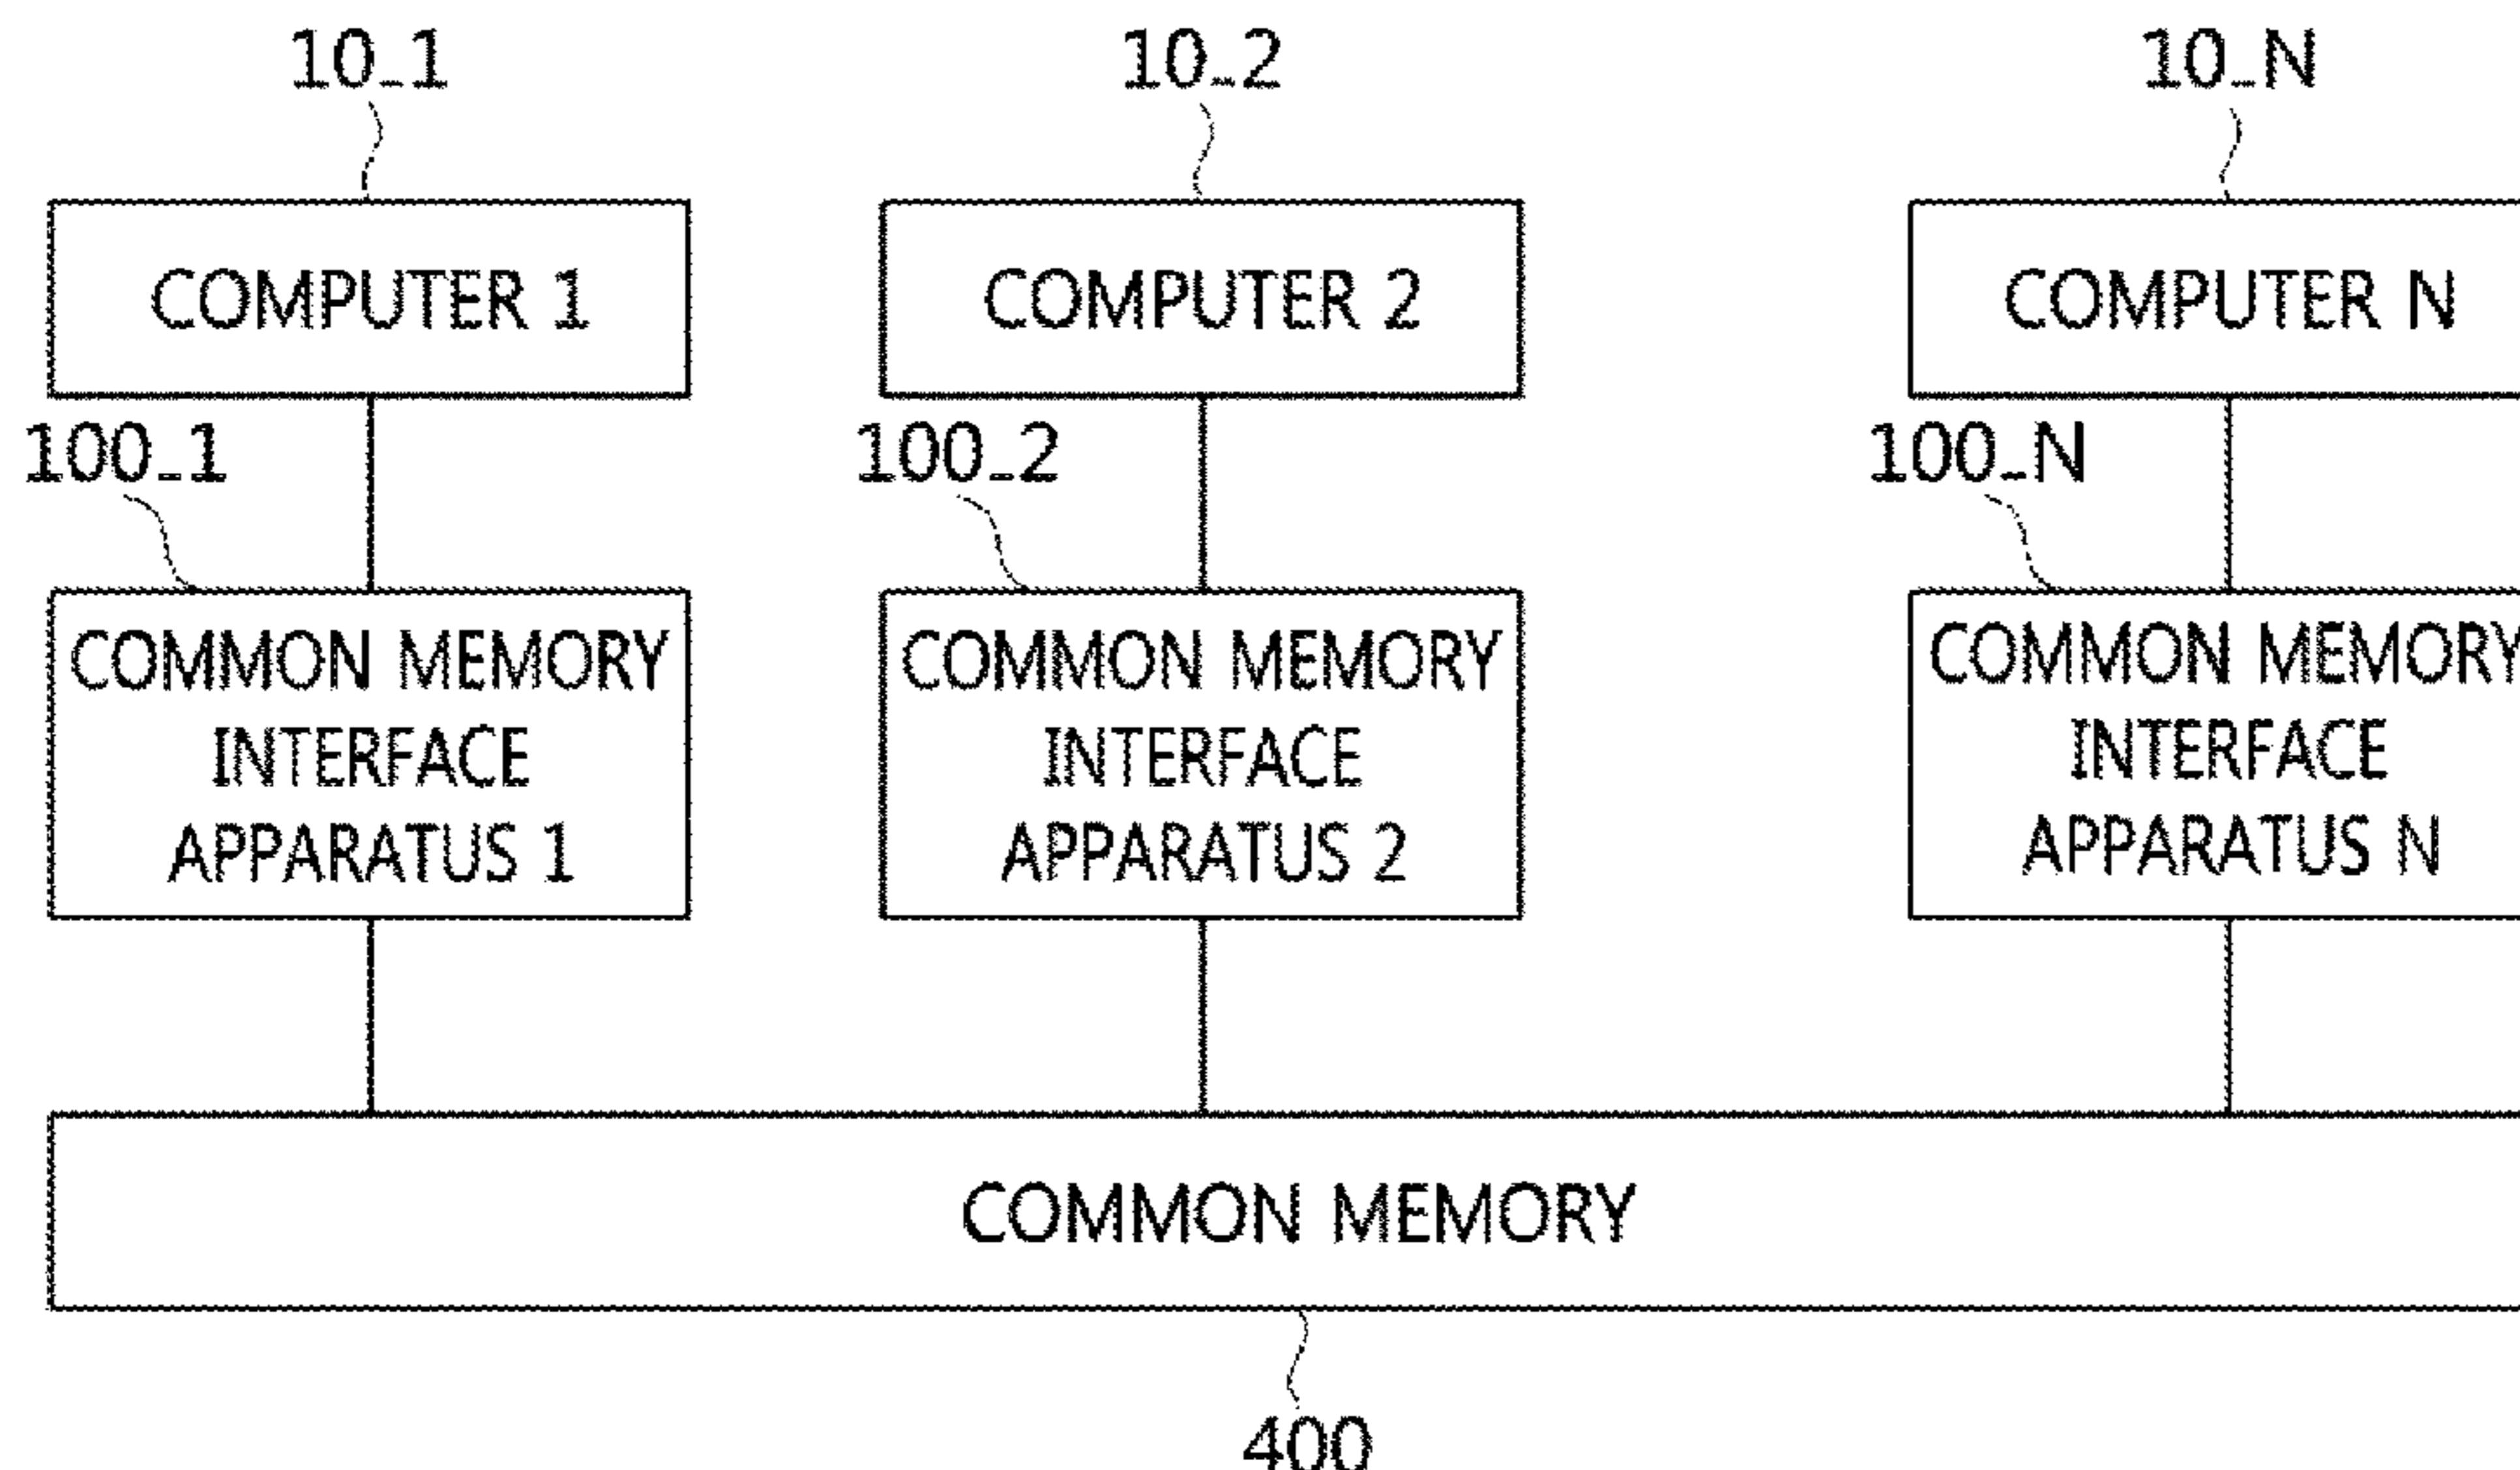 10_1
10_2
10_N
COMPUTER 1
COMPUTER 2
COMPUTER N
100_1
100_2
100_N
COMMON MEMORY
INTERFACE
APPARATUS 1
COMMON MEMORY
INTERFACE
APPARATUS 2
COMMON MEMORY
INTERFACE
APPARATUS N
COMMON MEMORY
400